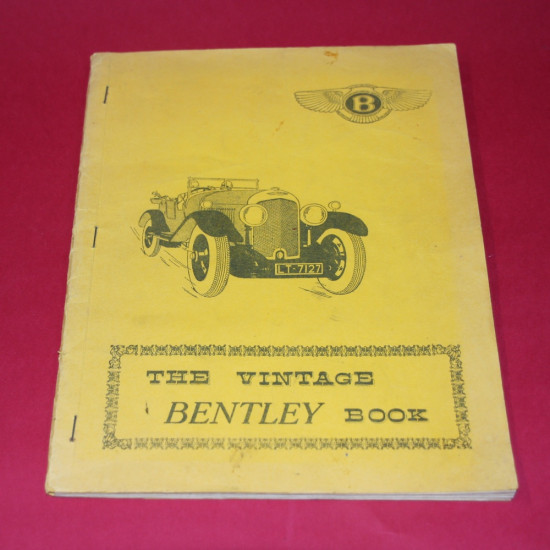 B
LT-7127
THE VINTAGE
BENTLEY BOOK